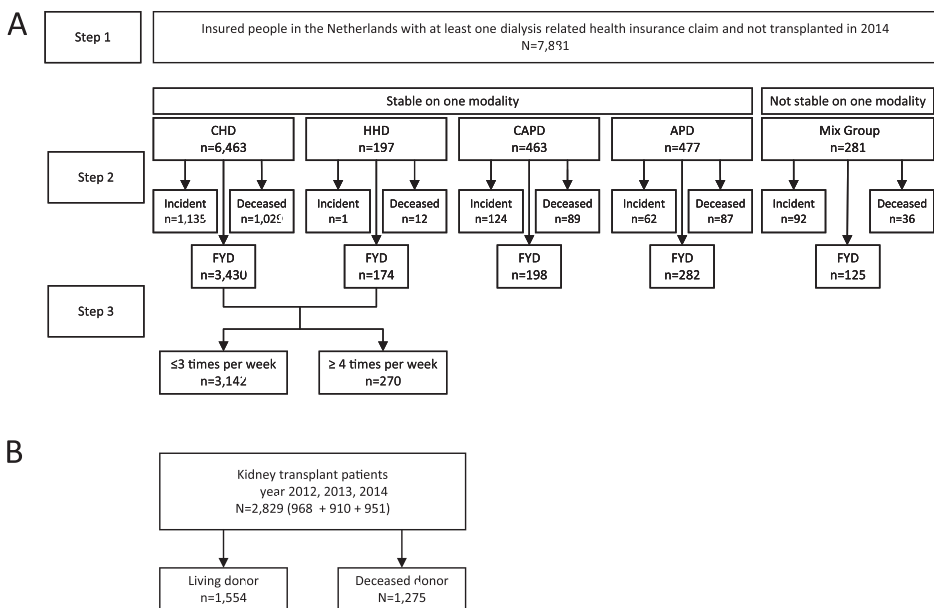 A
Step 1
Insured people in the Netherlands with at least one dialysis related health insurance claim and not transplanted in 2014
N=7,881
Stable on one modality
Not stable on one modality
Step 2
CHD
n=6,463
HHD
n=197
CAPD
n=463
APD
n=477
Mix Group
n=281
Incident
n=1,135
Deceased
n=1,029
Incident
n=1
Deceased
n=12
Incident
n=124
Deceased
n=89
Incident
n=62
Deceased
n=87
Incident
n=92
Deceased
n=36
FYD
n=3,430
FYD
n=174
FYD
n=198
FYD
n=282
FYD
n=125
Step 3
≤3 times per week
n=3,142
≥ 4 times per week
n=270
B
Kidney transplant patients
year 2012, 2013, 2014
N=2,829 (968 + 910 + 951)
Living donor
n=1,554
Deceased donor
N=1,275